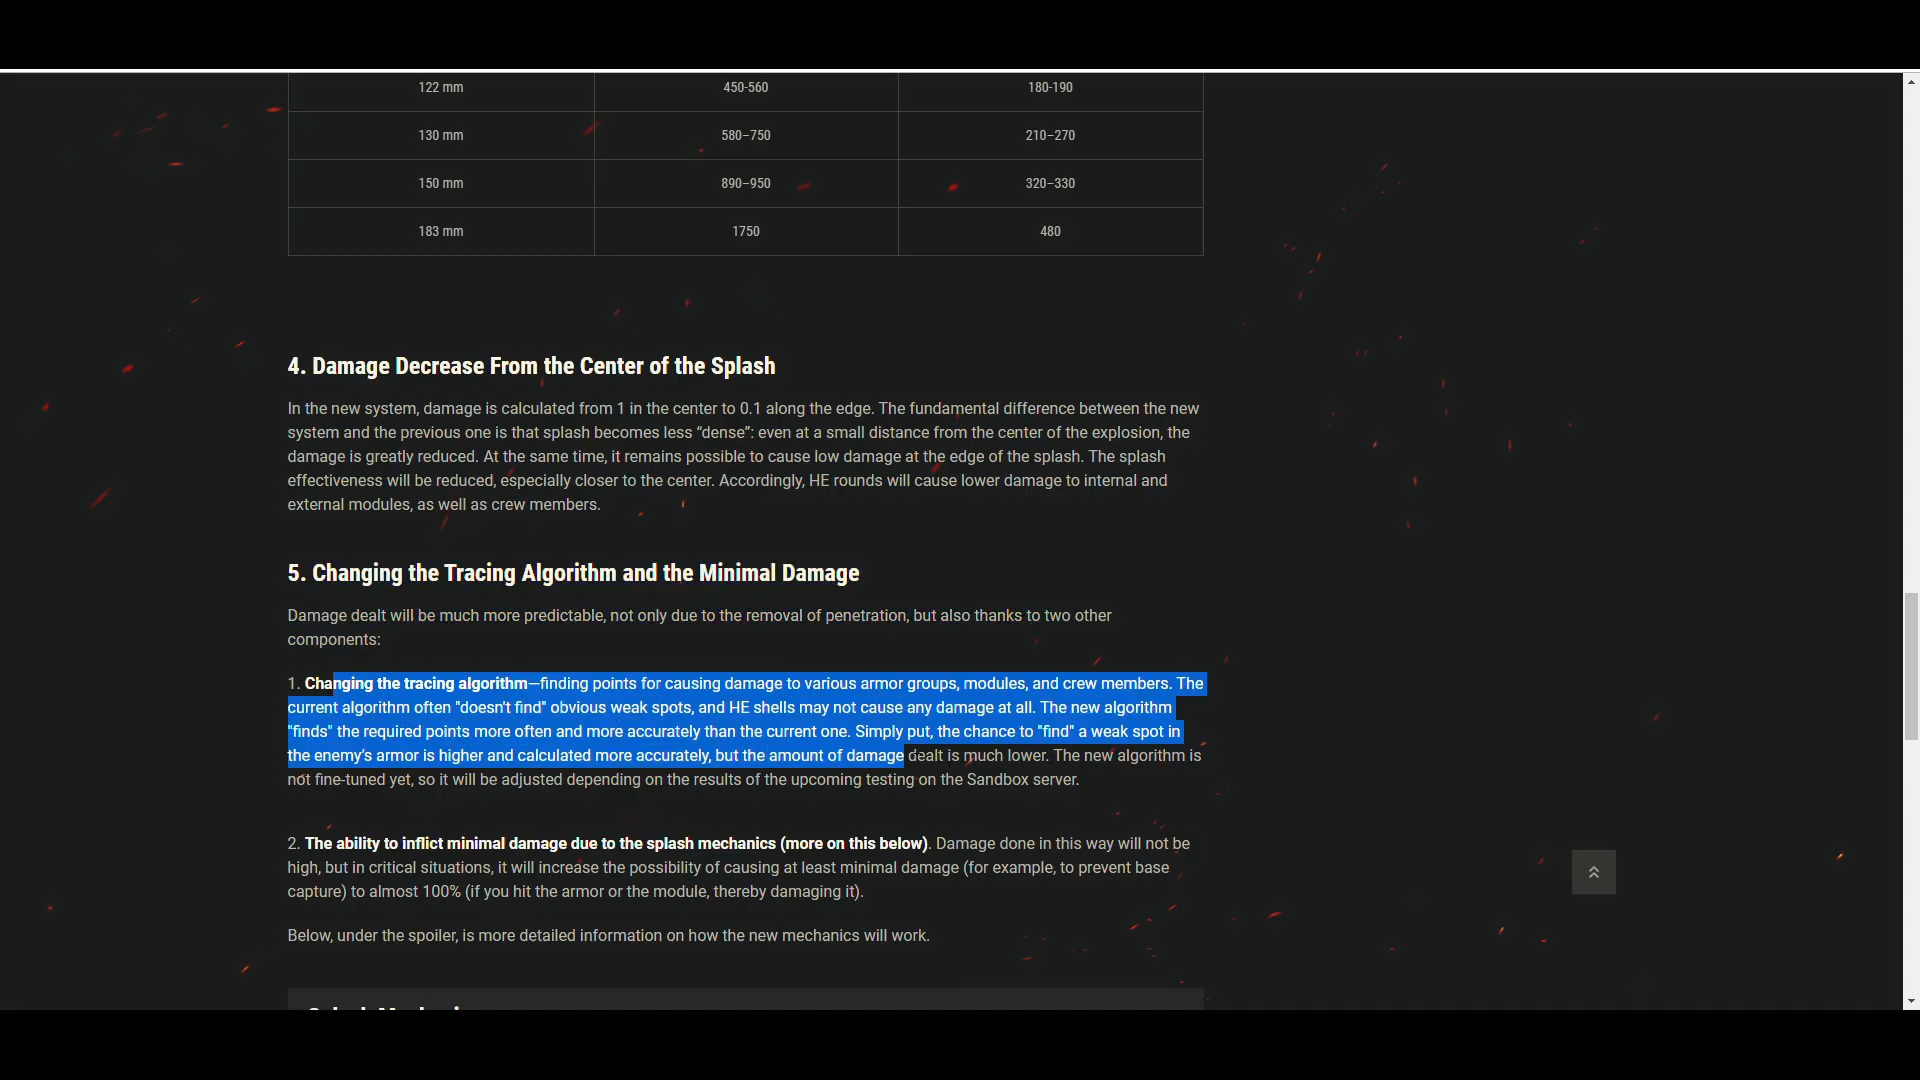 122 mm 450-560 180-190
130 mm 580–750 210–270
150 mm 890–950 320–330
183 mm 1750 480
4. Damage Decrease From the Center of the Splash
In the new system, damage is calculated from 1 in the center to 0.1 along the edge. The fundamental difference between the new
system and the previous one is that splash becomes less “dense”: even at a small distance from the center of the explosion, the
damage is greatly reduced. At the same time, it remains possible to cause low damage at the edge of the splash. The splash
effectiveness will be reduced, especially closer to the center. Accordingly, HE rounds will cause lower damage to internal and
external modules, as well as crew members.
5. Changing the Tracing Algorithm and the Minimal Damage
Damage dealt will be much more predictable, not only due to the removal of penetration, but also thanks to two other
components:
1. Changing the tracing algorithm—finding points for causing damage to various armor groups, modules, and crew members. The
current algorithm often "doesn't find" obvious weak spots, and HE shells may not cause any damage at all. The new algorithm
"finds" the required points more often and more accurately than the current one. Simply put, the chance to "find" a weak spot in
the enemy’s armor is higher and calculated more accurately, but the amount of damage dealt is much lower. The new algorithm is
not fine-tuned yet, so it will be adjusted depending on the results of the upcoming testing on the Sandbox server.
2. The ability to inflict minimal damage due to the splash mechanics (more on this below). Damage done in this way will not be
high, but in critical situations, it will increase the possibility of causing at least minimal damage (for example, to prevent base
capture) to almost 100% (if you hit the armor or the module, thereby damaging it).
Below, under the spoiler, is more detailed information on how the new mechanics will work.